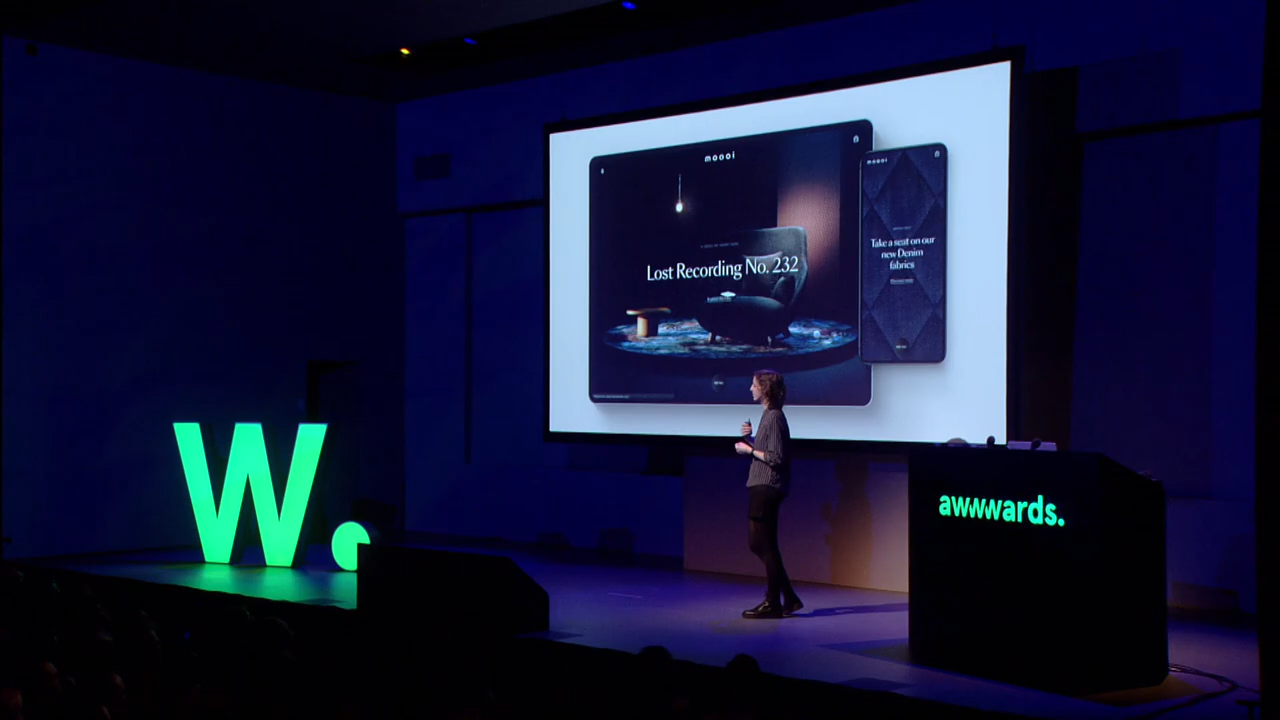 moooi
Lost Recording No. 232
moooi
Take a seat on our
new Denim
fabrics
W.
awwwards.